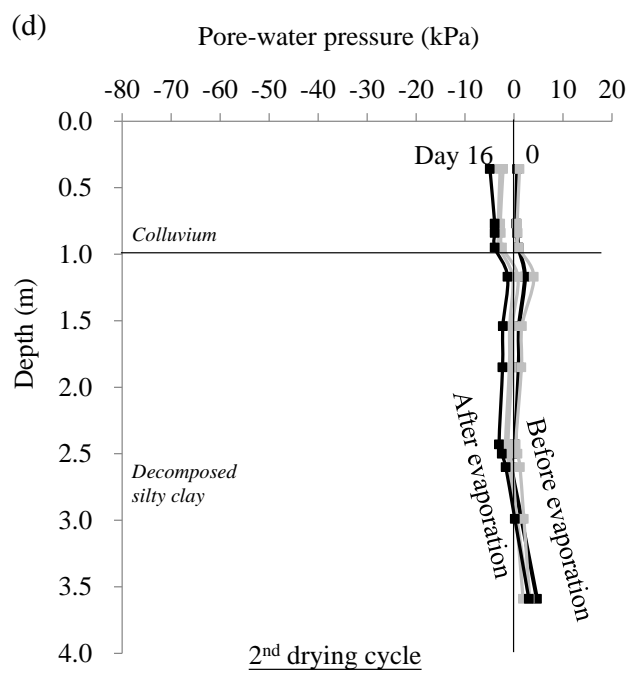 (d)
Pore-water pressure (kPa)
-80 -70 -60 -50 -40 -30 -20 -10 0 10 20
0.0
Day 16 0
0.5
Colluvium
1.0
Depth (m)
1.5
2.0
After evaporation
Before evaporation
2.5
Decomposed
silty clay
3.0
3.5
4.0
2nd drying cycle